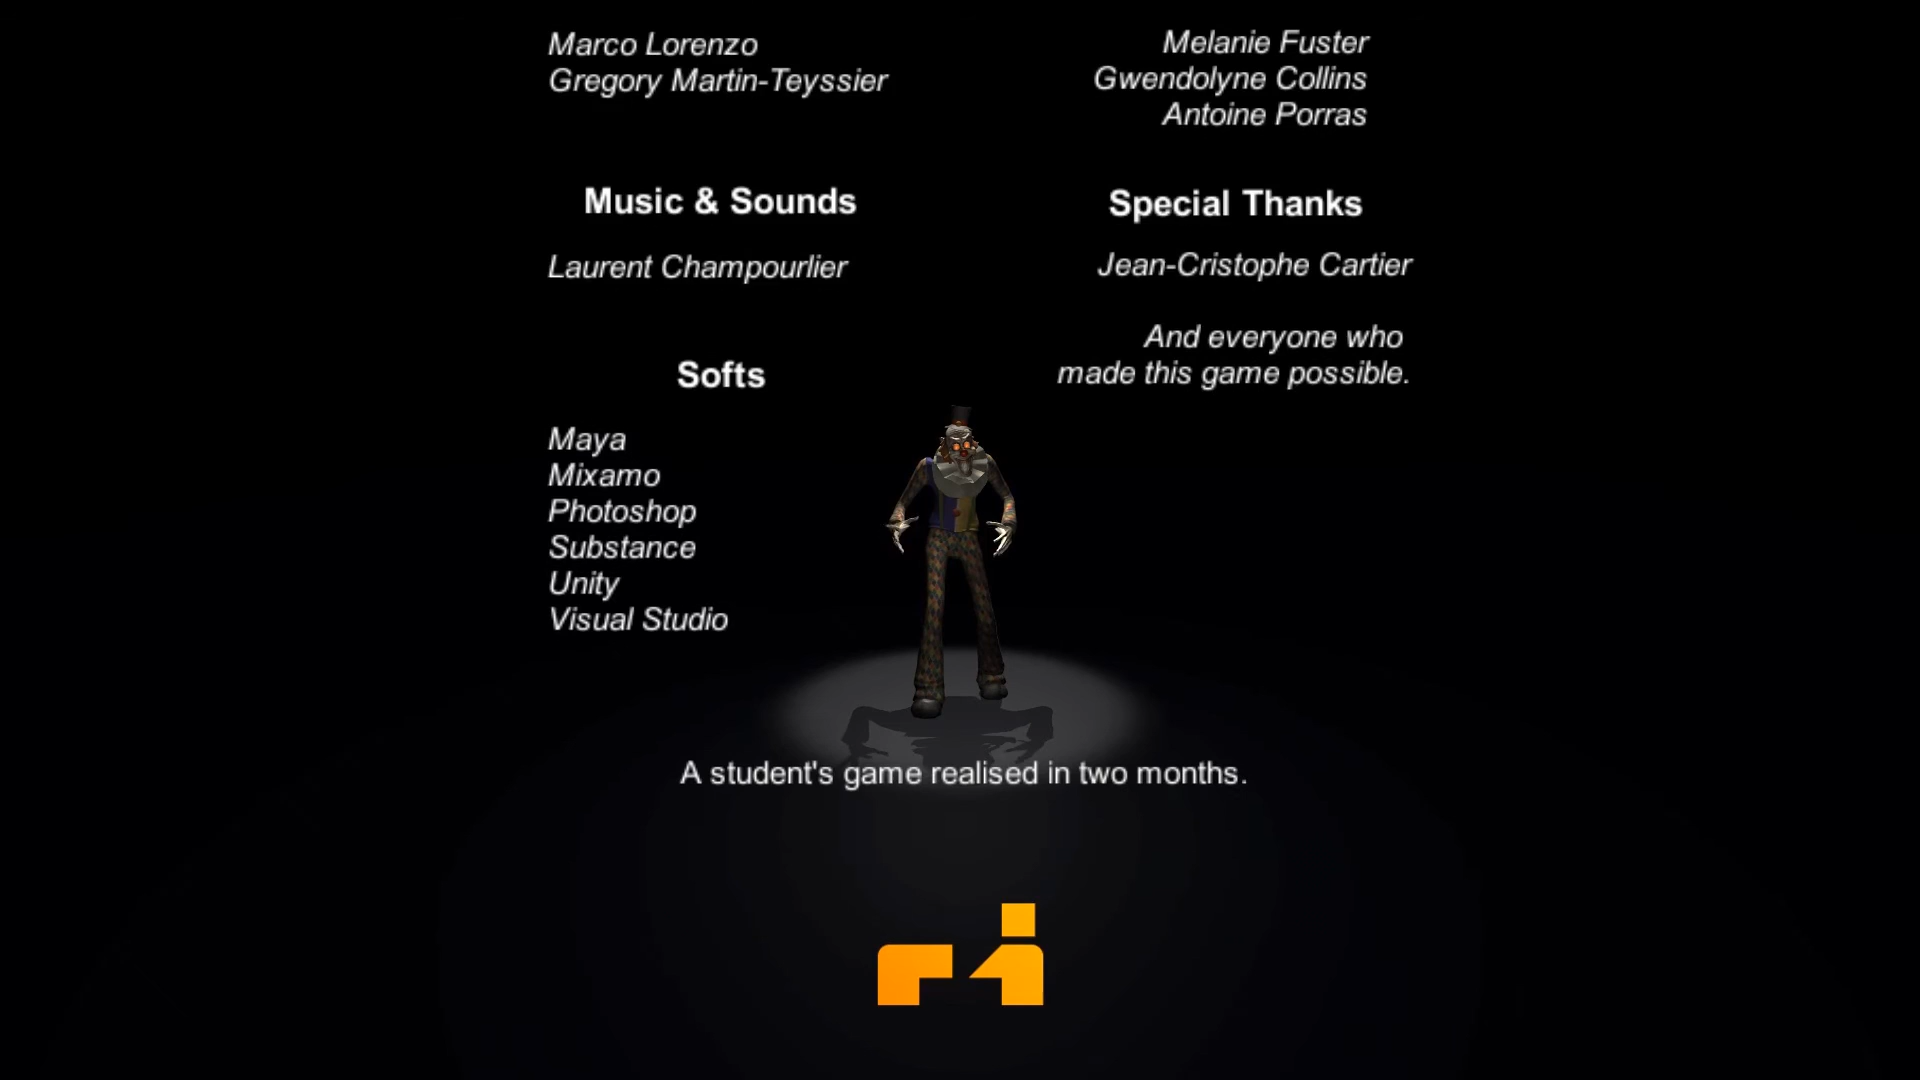 Marco Lorenzo
Gregory Martin-Teyssier
Melanie Fuster
Gwendolyne Collins
Antoine Porras
Music & Sounds
Laurent Champourlier
Special Thanks
Jean-Cristophe Cartier
And everyone who
made this game possible.
Softs
Maya
Mixamo
Photoshop
Substance
Unity
Visual Studio
A student's game realised in two months.